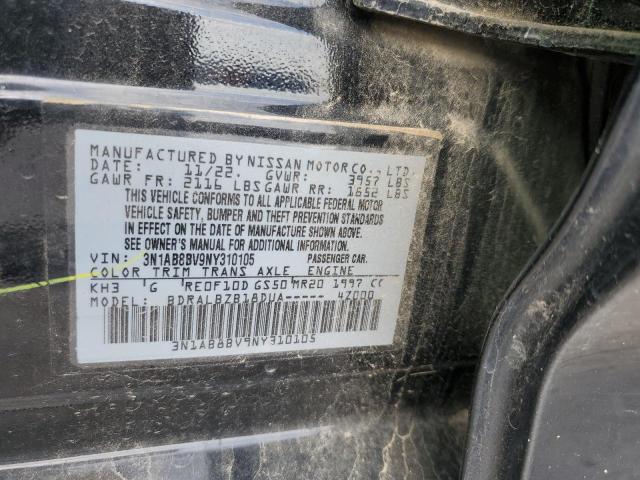 MANUFACTURED BY NISSAN MOTOR CO., LTD.
DATE: 11/22. GVWR: 3957 LBS
GAWR FR: 2116 LBS GAWR RR: 1852 LBS
THIS VEHICLE CONFORMS TO ALL APPLICABLE FEDERAL MOTOR
VEHICLE SAFETY, BUMPER AND THEFT PREVENTION STANDARDS
IN EFFECT ON THE DATE OF MANUFACTURE SHOWN ABOVE.
SEE OWNER'S MANUAL FOR ADDITIONAL INFORMATION.
VIN: 3N1AB8BV9NY310105 PASSENGER CAR.
COLOR TRIM TRANS AXLE ENGINE
KH3 G RE0F10D GS50 MR20 1997 CC
MODEL: BDRALBZB18DUA----- 4Z000
3N1AB8BV9NY310105